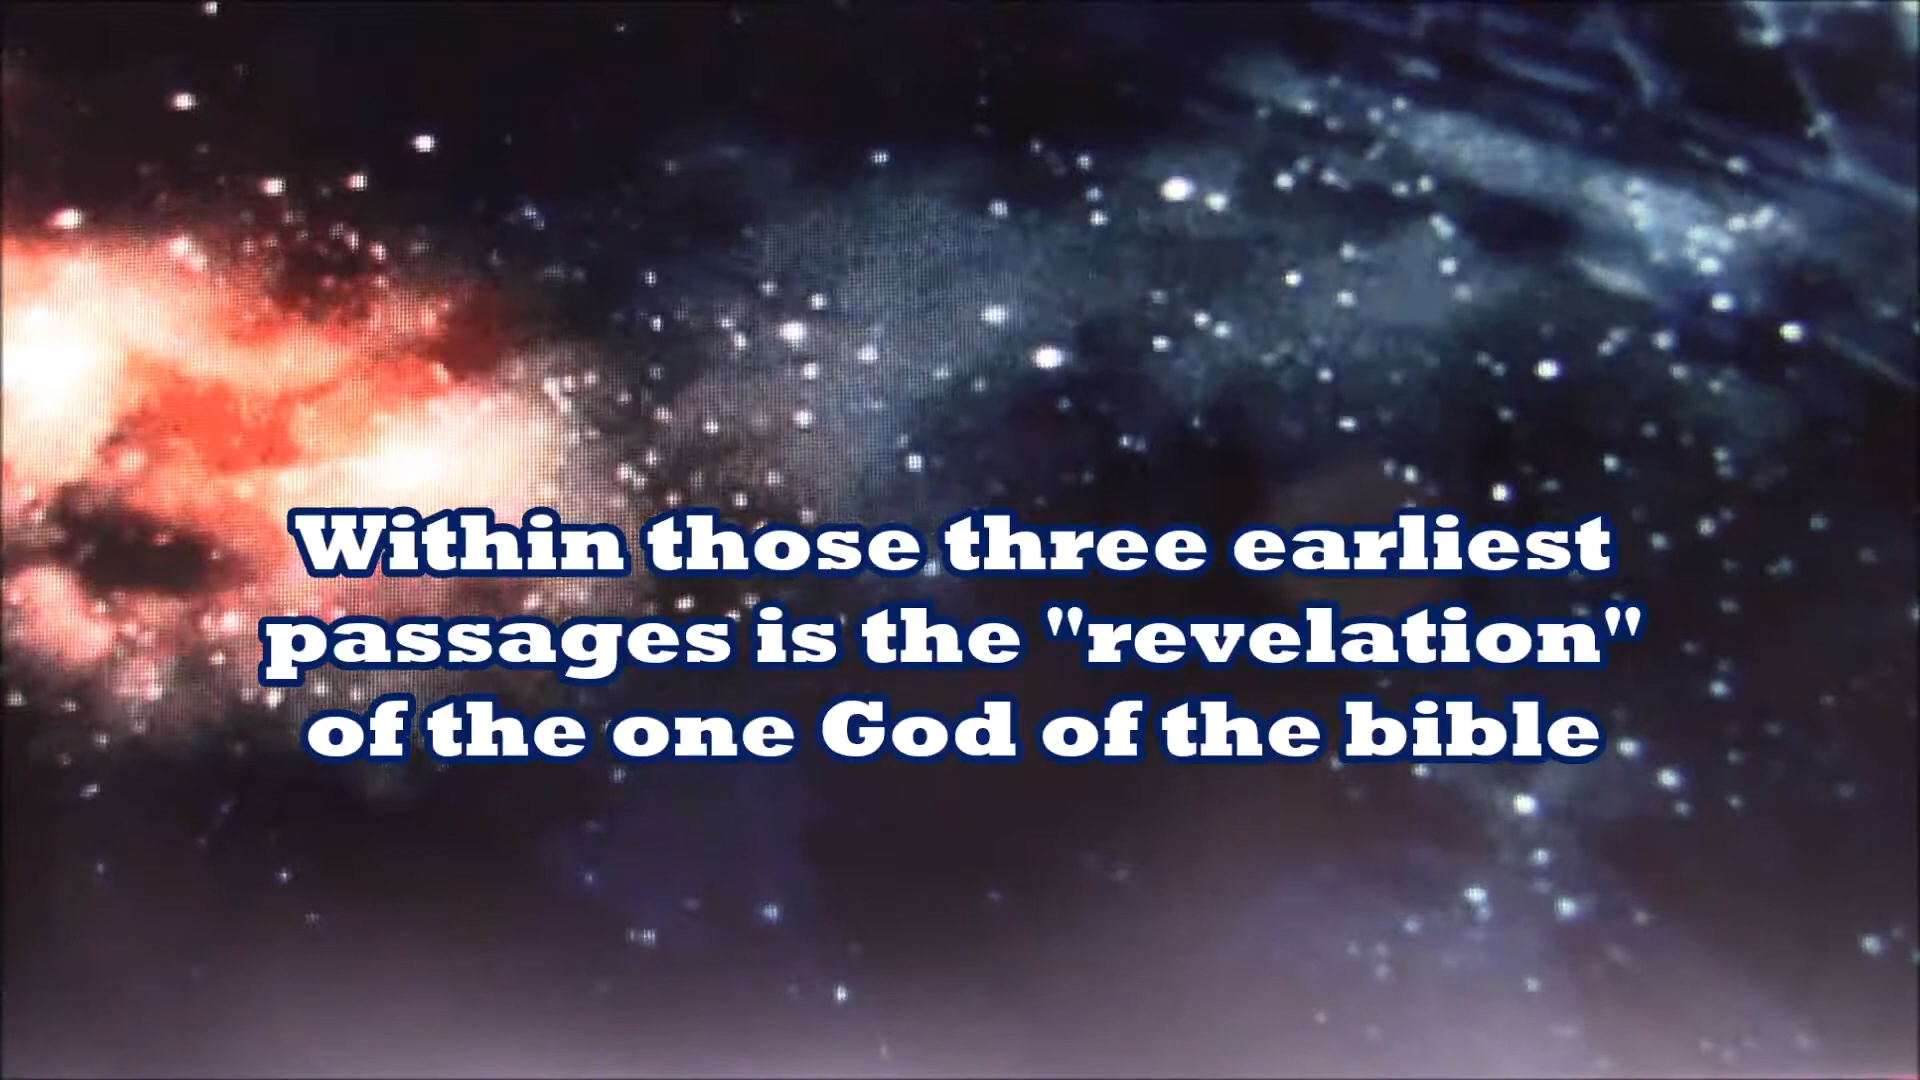 Within those three earliest
passages is the "revelation"
of the one God of the bible